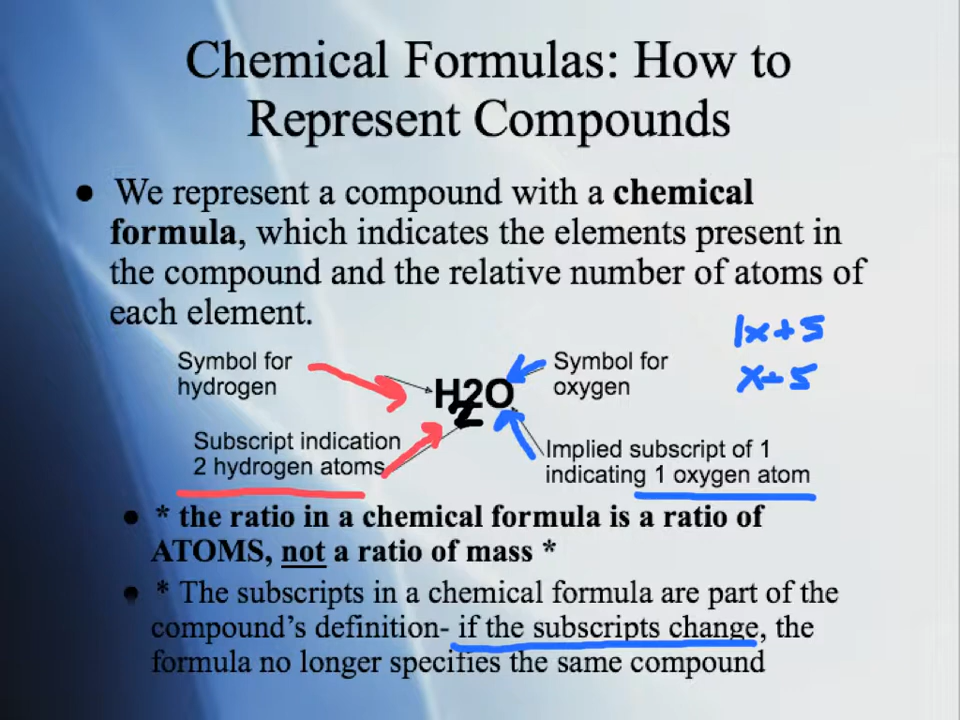 Chemical Formulas: How to
Represent Compounds
• We represent a compound with a chemical
formula, which indicates the elements present in
the compound and the relative number of atoms of
each element.
1x+5
x+5
Symbol for
hydrogen
H2O
2
Symbol for
oxygen
Subscript indication
2 hydrogen atoms
Implied subscript of 1
indicating 1 oxygen atom
• * the ratio in a chemical formula is a ratio of
ATOMS, not a ratio of mass *
• * The subscripts in a chemical formula are part of the
compound's definition- if the subscripts change, the
formula no longer specifies the same compound